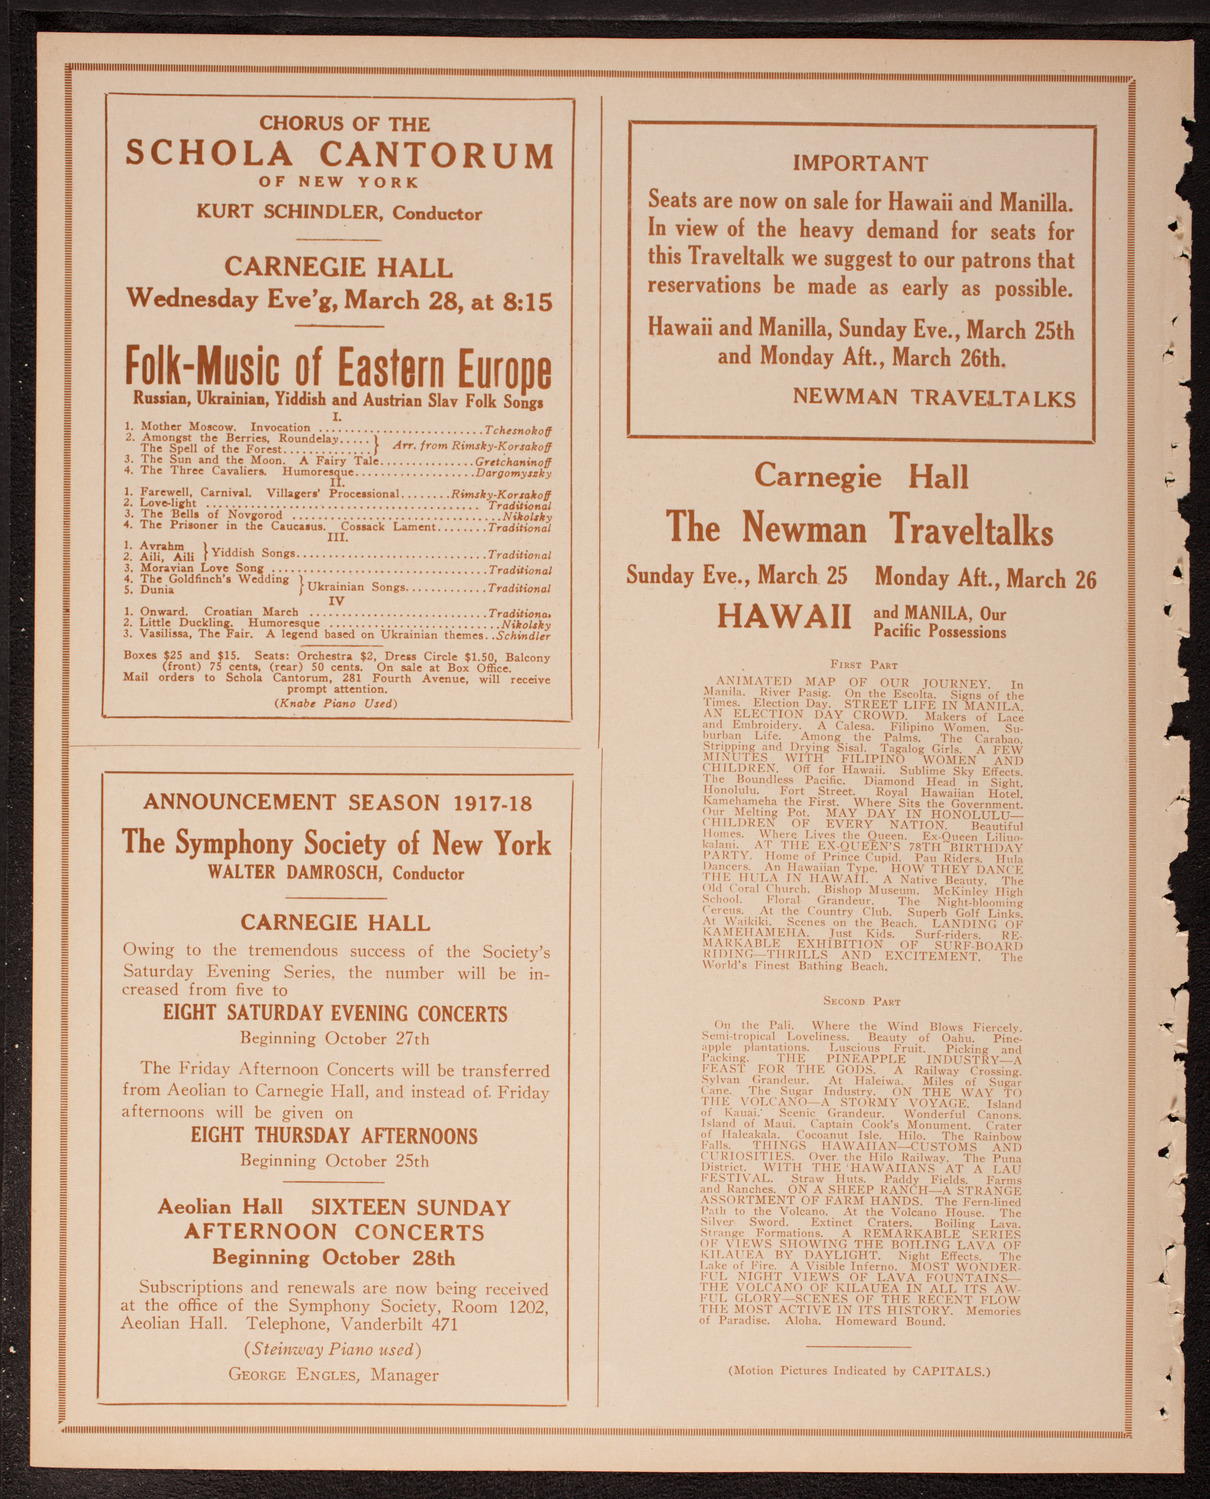 CHORUS OF THE
SCHOLA CANTORUM
OF NEW YORK
KURT SCHINDLER, Conductor
CARNEGIE HALL
Wednesday Eve'g, March 28, at 8:15
Folk-Music of Eastern Europe
Russian, Ukrainian, Yiddish and Austrian Slav Folk Songs
I.
1. Mother Moscow. Invocation ..........................Tchesnokoff
2. Amongst the Berries, Roundelay.....
The Spell of the Forest.............. } Arr. from Rimsky-Korsakoff
3. The Sun and the Moon. A Fairy Tale...............Gretchaninoff
4. The Three Cavaliers. Humoresque...................Dargomyszky
II.
1. Farewell, Carnival. Villagers' Processional........Rimsky-Korsakoff
2. Love-light ............................................ Traditional
3. The Bells of Novgorod .................................Nikolsky
4. The Prisoner in the Caucasus. Cossack Lament........Traditional
III.
1. Avrahm
2. Aili, Aili } Yiddish Songs..............................Traditional
3. Moravian Love Song ..................................Traditional
4. The Goldfinch's Wedding
5. Dunia } Ukrainian Songs.............Traditional
IV
1. Onward. Croatian March ............................Traditiona
2. Little Duckling. Humoresque ...........................Nikolsky
3. Vasilissa, The Fair. A legend based on Ukrainian themes..Schindler
Boxes $25 and $15. Seats: Orchestra $2, Dress Circle $1.50, Balcony
(front) 75 cents, (rear) 50 cents. On sale at Box Office.
Mail orders to Schola Cantorum, 281 Fourth Avenue, will receive
prompt attention.
(Knabe Piano Used)
ANNOUNCEMENT SEASON 1917-18
The Symphony Society of New York
WALTER DAMROSCH, Conductor
CARNEGIE HALL
Owing to the tremendous success of the Society's
Saturday Evening Series, the number will be in-
creased from five to
EIGHT SATURDAY EVENING CONCERTS
Beginning October 27th
The Friday Afternoon Concerts will be transferred
from Aeolian to Carnegie Hall, and instead of Friday
afternoons will be given on
EIGHT THURSDAY AFTERNOONS
Beginning October 25th
Aeolian Hall SIXTEEN SUNDAY
AFTERNOON CONCERTS
Beginning October 28th
Subscriptions and renewals are now being received
at the office of the Symphony Society, Room 1202,
Aeolian Hall. Telephone, Vanderbilt 471
(Steinway Piano used)
GEORGE ENGLES, Manager
IMPORTANT
Seats are now on sale for Hawaii and Manilla.
In view of the heavy demand for seats for
this Traveltalk we suggest to our patrons that
reservations be made as early as possible.
Hawaii and Manilla, Sunday Eve., March 25th
and Monday Aft., March 26th.
NEWMAN TRAVELTALKS
Carnegie Hall
The Newman Traveltalks
Sunday Eve., March 25 Monday Aft., March 26
HAWAII and MANILA, Our
Pacific Possessions
FIRST PART
ANIMATED MAP OF OUR JOURNEY. In
Manila. River Pasig. On the Escolta. Signs of the
Times. Election Day. STREET LIFE IN MANILA.
AN ELECTION DAY CROWD. Makers of Lace
and Embroidery. A Calesa. Filipino Women. Su-
burban Life. Among the Palms. The Carabao.
Stripping and Drying Sisal. Tagalog Girls. A FEW
MINUTES WITH FILIPINO WOMEN AND
CHILDREN. Off for Hawaii. Sublime Sky Effects.
The Boundless Pacific. Diamond Head in Sight.
Honolulu. Fort Street. Royal Hawaiian Hotel.
Kamehameha the First. Where Sits the Government.
Our Melting Pot. MAY DAY IN HONOLULU—
CHILDREN OF EVERY NATION. Beautiful
Homes. Where Lives the Queen. Ex-Queen Liliuo-
kalani. AT THE EX-QUEEN'S 78TH BIRTHDAY
PARTY. Home of Prince Cupid. Pau Riders. Hula
Dancers. An Hawaiian Type. HOW THEY DANCE
THE HULA IN HAWAII. A Native Beauty. The
Old Coral Church. Bishop Museum. McKinley High
School. Floral Grandeur. The Night-blooming
Cereus. At the Country Club. Superb Golf Links.
At Waikiki. Scenes on the Beach. LANDING OF
KAMEHAMEHA. Just Kids. Surf-riders. RE-
MARKABLE EXHIBITION OF SURF-BOARD
RIDING—THRILLS AND EXCITEMENT. The
World's Finest Bathing Beach.
SECOND PART
On the Pali. Where the Wind Blows Fiercely.
Semi-tropical Loveliness. Beauty of Oahu. Pine-
apple plantations. Luscious Fruit. Picking and
Packing. THE PINEAPPLE INDUSTRY—A
FEAST FOR THE GODS. A Railway Crossing.
Sylvan Grandeur. At Haleiwa. Miles of Sugar
Cane. The Sugar Industry. ON THE WAY TO
THE VOLCANO—A STORMY VOYAGE. Island
of Kauai. Scenic Grandeur. Wonderful Canons.
Island of Maui. Captain Cook's Monument. Crater
of Haleakala. Cocoanut Isle. Hilo. The Rainbow
Falls. THINGS HAWAIIAN—CUSTOMS AND
CURIOSITIES. Over the Hilo Railway. The Puna
District. WITH THE HAWAIIANS AT A LAU
FESTIVAL. Straw Huts. Paddy Fields. Farms
and Ranches. ON A SHEEP RANCH—A STRANGE
ASSORTMENT OF FARM HANDS. The Fern-lined
Path to the Volcano. At the Volcano House. The
Silver Sword. Extinct Craters. Boiling Lava.
Strange Formations. A REMARKABLE SERIES
OF VIEWS SHOWING THE BOILING LAVA OF
KILAUEA BY DAYLIGHT. Night Effects. The
Lake of Fire. A Visible Inferno. MOST WONDER-
FUL NIGHT VIEWS OF LAVA FOUNTAINS—
THE VOLCANO OF KILAUEA IN ALL ITS AW-
FUL GLORY—SCENES OF THE RECENT FLOW
THE MOST ACTIVE IN ITS HISTORY. Memories
of Paradise. Aloha. Homeward Bound.
(Motion Pictures Indicated by CAPITALS.)